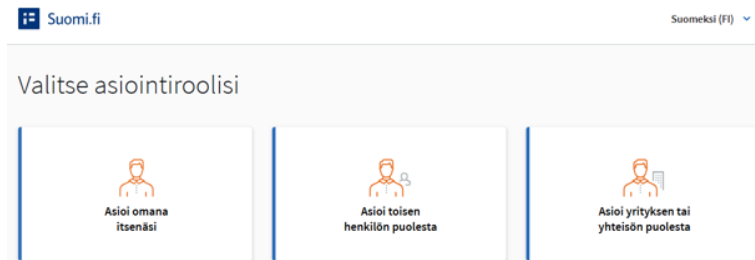 Suomi.fi
Suomeksi (FI)
Valitse asiointiroolisi
Asioi omana
itsenäsi
Asioi toisen
henkilön puolesta
Asioi yrityksen tai
yhteisön puolesta